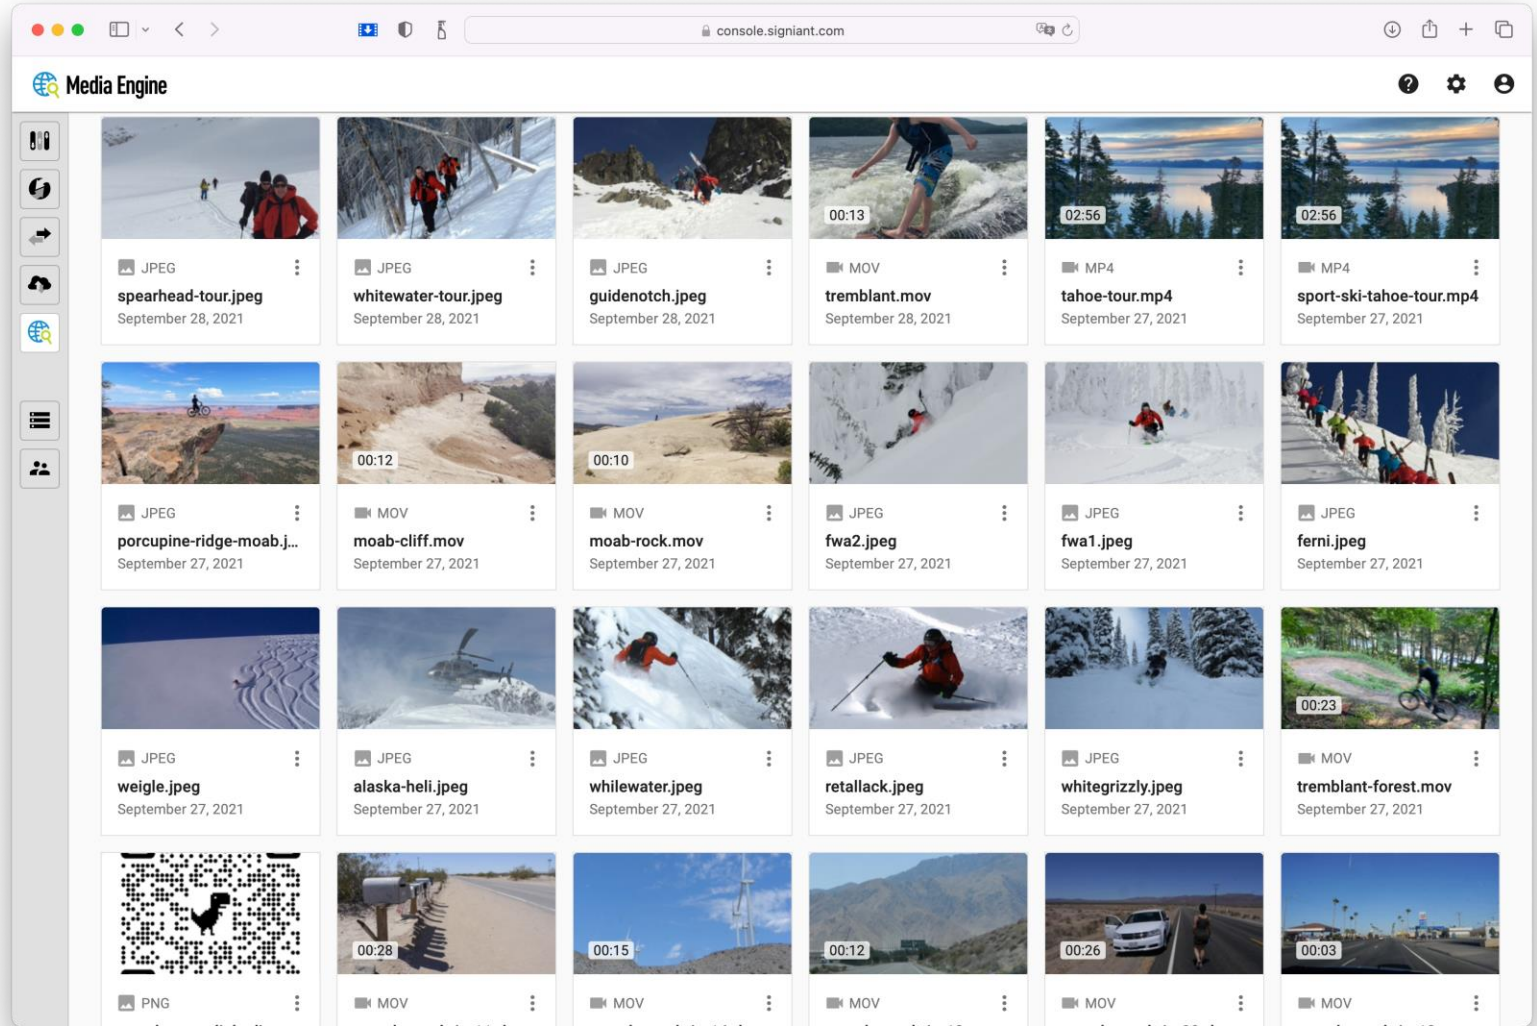 console.signiant.com
Media Engine
00:13
02:56
02:56
JPEG
JPEG
JPEG
MOV
MP4
MP4
spearhead-tour.jpeg
whitewater-tour.jpeg
guidenotch.jpeg
tremblant.mov
tahoe-tour.mp4
sport-ski-tahoe-tour.mp4
September 28, 2021
September 28, 2021
September 28, 2021
September 28, 2021
September 27, 2021
September 27, 2021
00:12
00:10
JPEG
MOV
MOV
JPEG
JPEG
JPEG
porcupine-ridge-moab.j...
moab-cliff.mov
moab-rock.mov
fwa2.jpeg
fwa1.jpeg
ferni.jpeg
September 27, 2021
September 27, 2021
September 27, 2021
September 27, 2021
September 27, 2021
September 27, 2021
00:23
JPEG
JPEG
JPEG
JPEG
JPEG
MOV
weigle.jpeg
alaska-heli.jpeg
whilewater.jpeg
retallack.jpeg
whitegrizzly.jpeg
tremblant-forest.mov
September 27, 2021
September 27, 2021
September 27, 2021
September 27, 2021
September 27, 2021
September 27, 2021
00:28
00:15
00:12
00:26
00:03
PNG
MOV
MOV
MOV
MOV
MOV